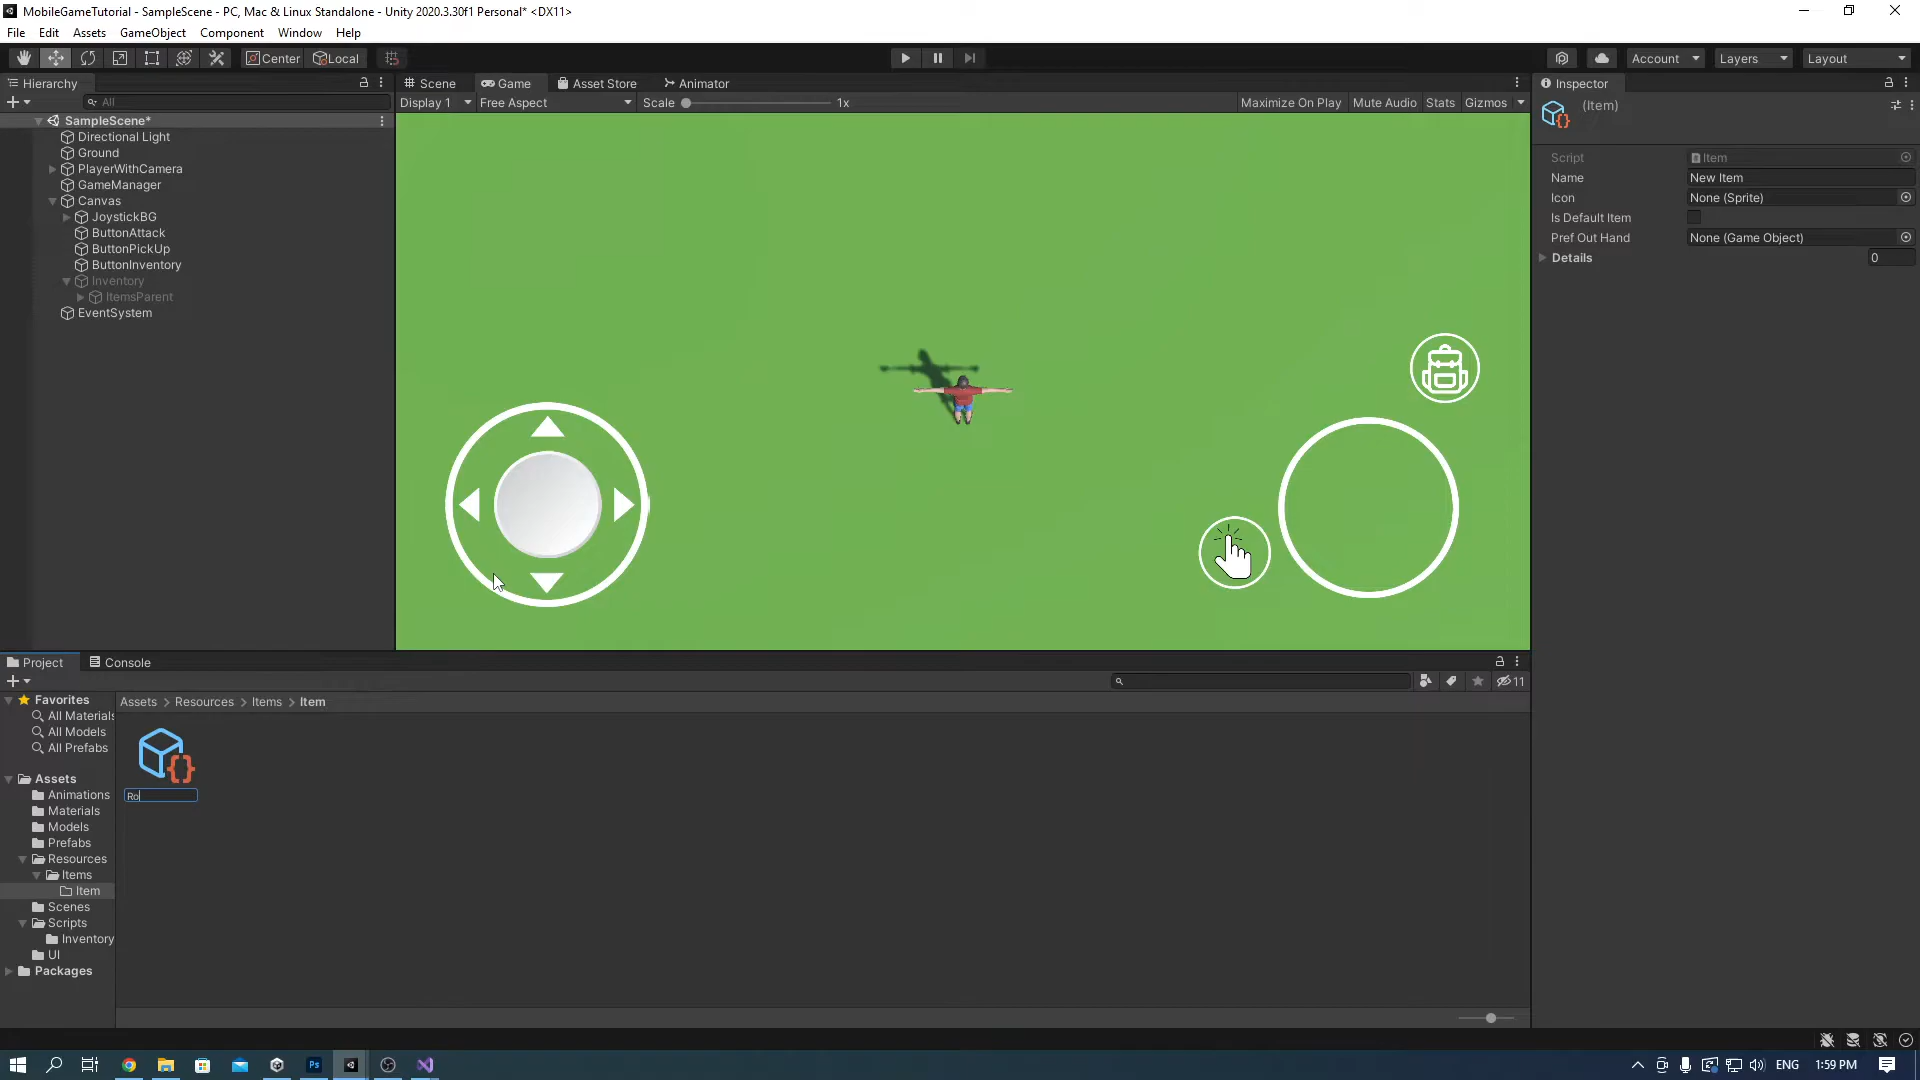 MobileGameTutorial - SampleScene - PC, Mac & Linux Standalone - Unity 2020.3.30f1 Personal* <DX11>
File Edit Assets GameObject Component Window Help
Center Local Account Layers Layout
Hierarchy
All
SampleScene*
Directional Light
Ground
PlayerWithCamera
GameManager
Canvas
JoystickBG
ButtonAttack
ButtonPickUp
ButtonInventory
Inventory
ItemsParent
EventSystem
Scene Game Asset Store Animator
Display 1 Free Aspect Scale 1x Maximize On Play Mute Audio Stats Gizmos
Inspector
(Item)
Script Item
Name New Item
Icon None (Sprite)
Is Default Item
Pref Out Hand None (Game Object)
Details 0
Project Console
11
Favorites
All Materials
All Models
All Prefabs
Assets
Animations
Materials
Models
Prefabs
Resources
Items
Item
Scenes
Scripts
Inventory
UI
Packages
Assets > Resources > Items > Item
Ro
Ps
ENG 1:59 PM